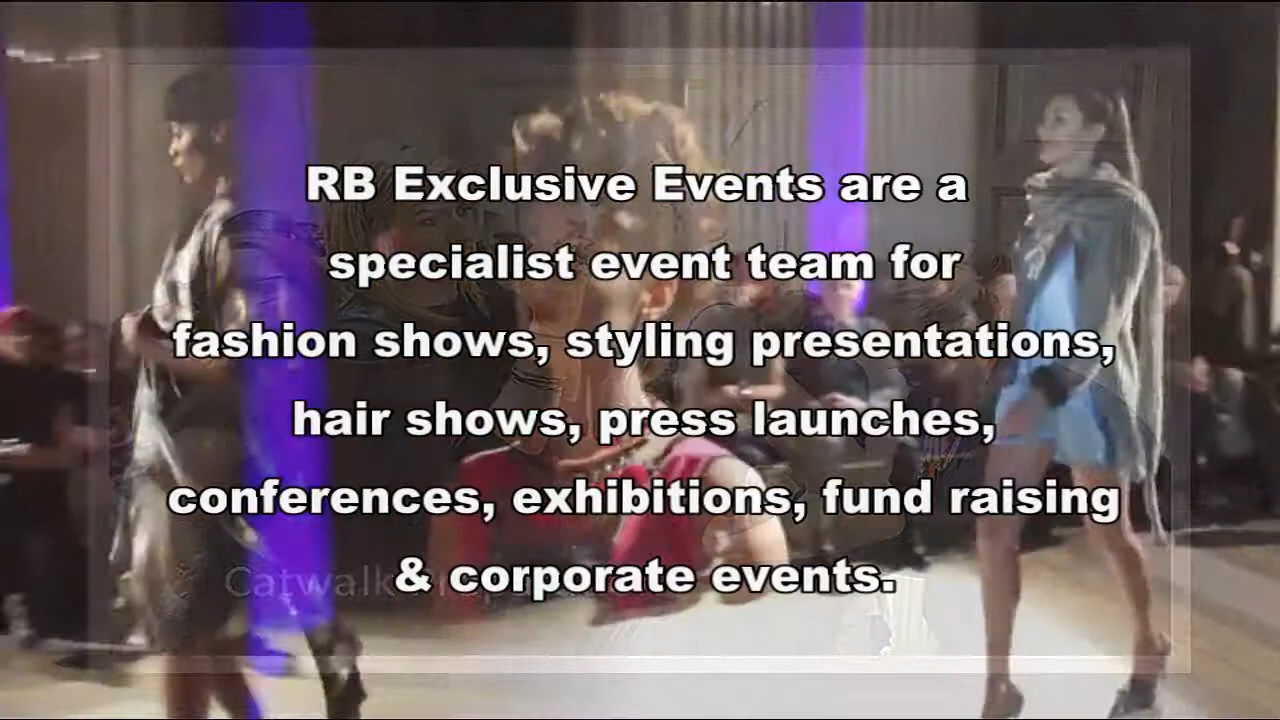 RB Exclusive Events are a
specialist event team for
fashion shows, styling presentations,
hair shows, press launches,
conferences, exhibitions, fund raising
& corporate events.
Catwalk